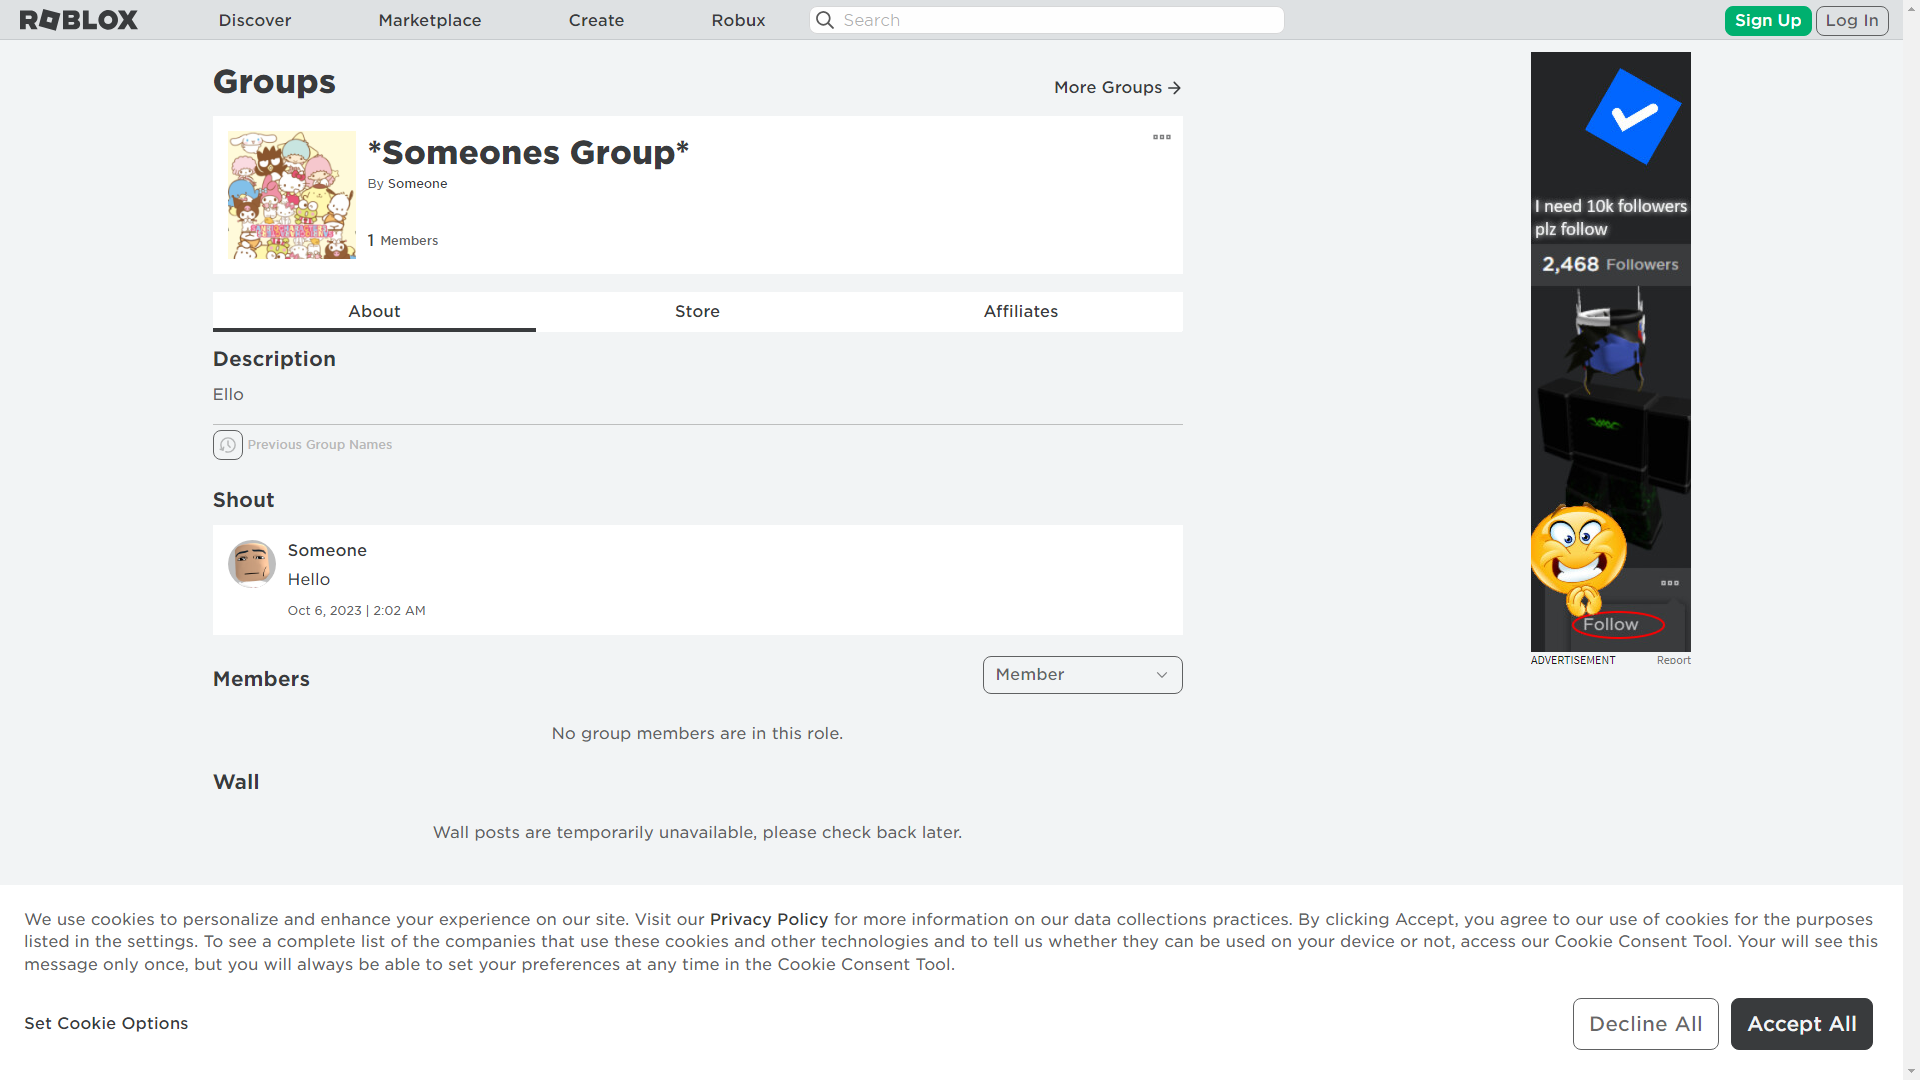 ROBLOX
Discover
Marketplace
Create
Robux
Search
Sign Up
Log In
Groups
More Groups
*Someones Group*
By Someone
1 Members
About
Store
Affiliates
Description
Ello
Previous Group Names
Shout
Someone
Hello
Oct 6, 2023 | 2:02 AM
Members
Member
No group members are in this role.
Wall
Wall posts are temporarily unavailable, please check back later.
I need 10k followers
plz follow
2,468 Followers
Follow
ADVERTISEMENT
Report
We use cookies to personalize and enhance your experience on our site. Visit our Privacy Policy for more information on our data collections practices. By clicking Accept, you agree to our use of cookies for the purposes
listed in the settings. To see a complete list of the companies that use these cookies and other technologies and to tell us whether they can be used on your device or not, access our Cookie Consent Tool. Your will see this
message only once, but you will always be able to set your preferences at any time in the Cookie Consent Tool.
Set Cookie Options
Decline All
Accept All